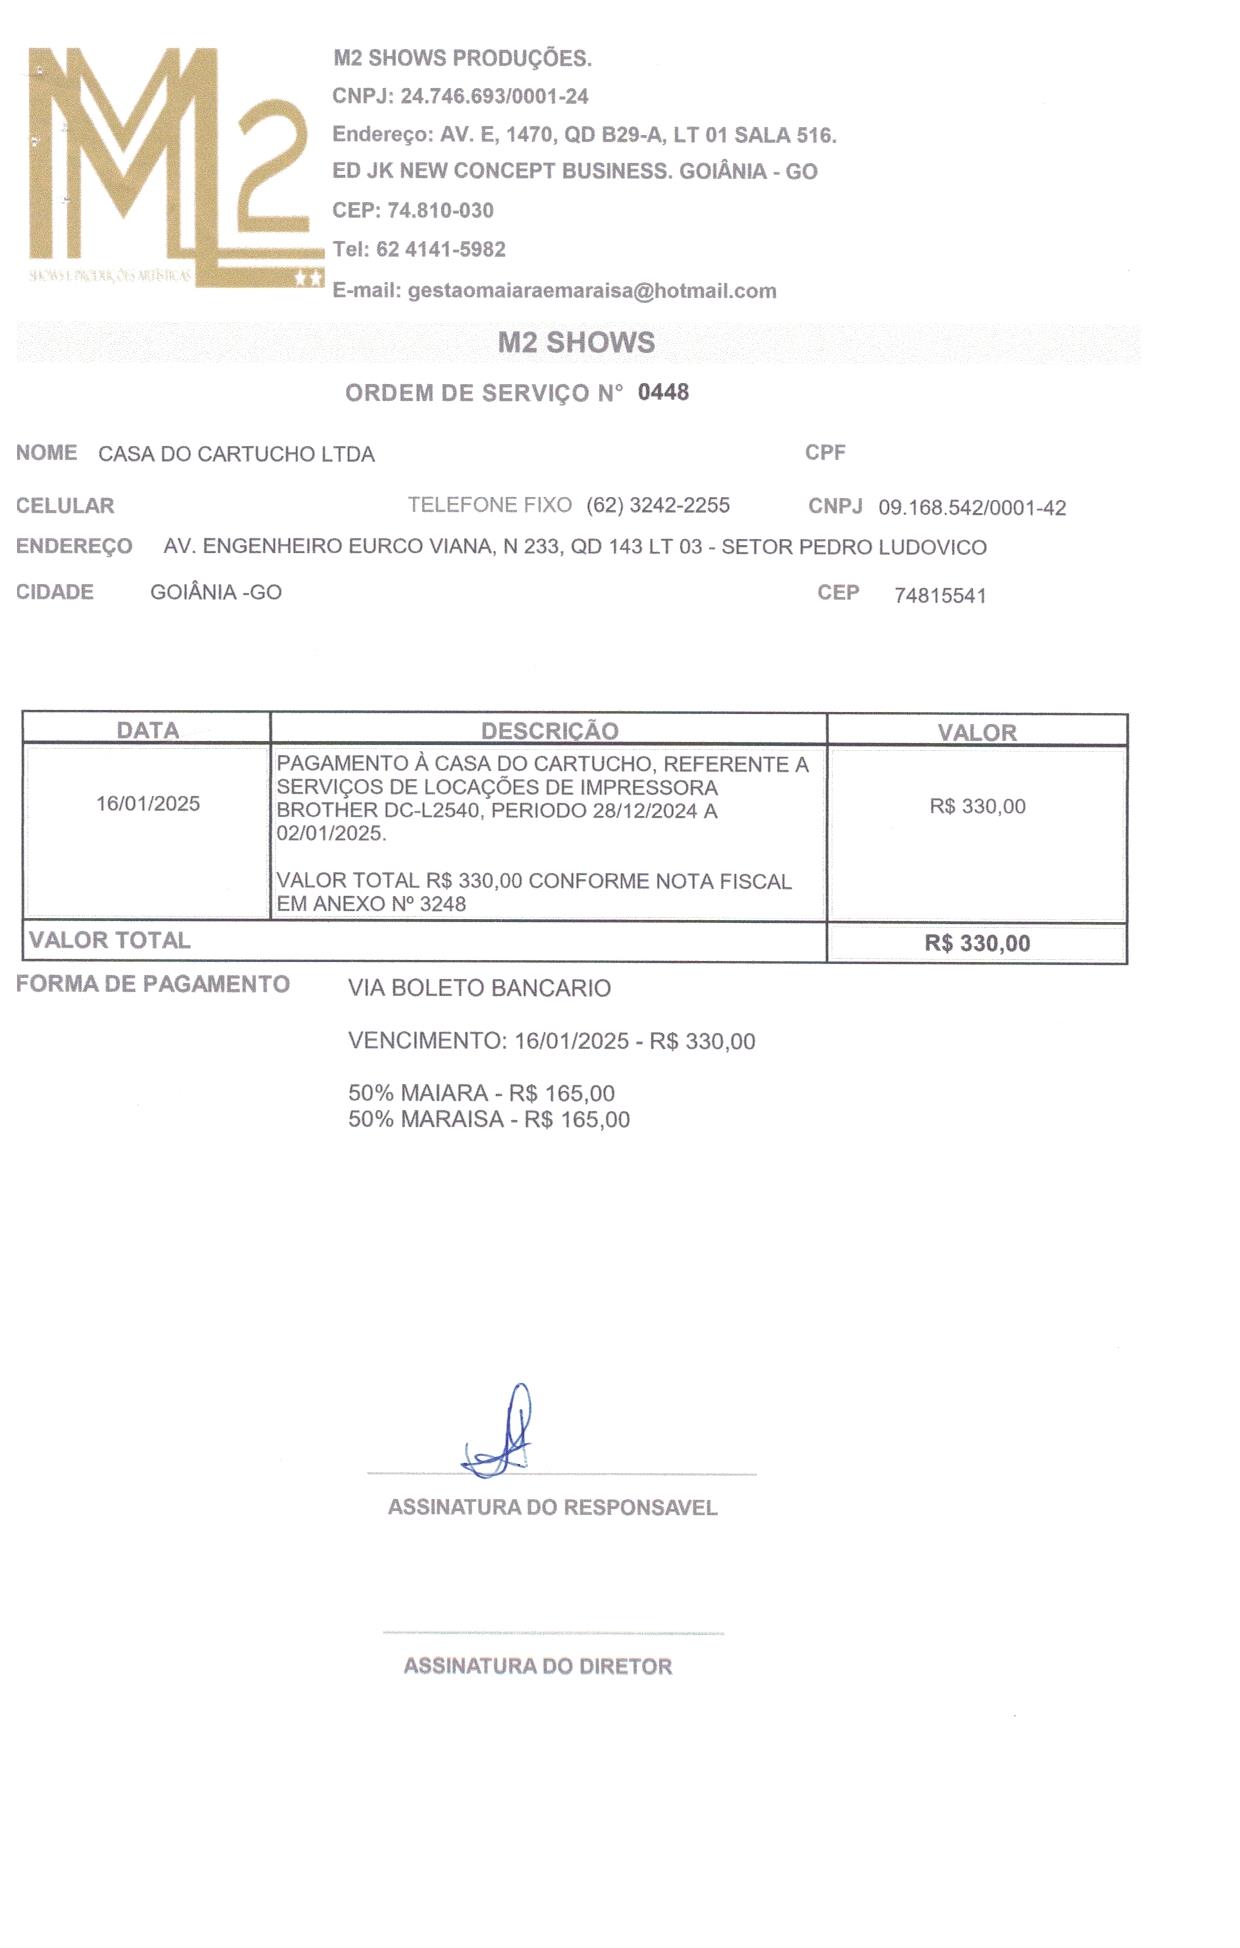 M2
SHOWS E PRODUÇÕES ARTÍSTICAS
M2 SHOWS PRODUÇÕES.
CNPJ: 24.746.693/0001-24
Endereço: AV. E, 1470, QD B29-A, LT 01 SALA 516.
ED JK NEW CONCEPT BUSINESS. GOIÂNIA - GO
CEP: 74.810-030
Tel: 62 4141-5982
E-mail: gestaomaiaraemaraisa@hotmail.com
M2 SHOWS
ORDEM DE SERVIÇO N° 0448
NOME CASA DO CARTUCHO LTDA CPF
CELULAR TELEFONE FIXO (62) 3242-2255 CNPJ 09.168.542/0001-42
ENDEREÇO AV. ENGENHEIRO EURCO VIANA, N 233, QD 143 LT 03 - SETOR PEDRO LUDOVICO
CIDADE GOIÂNIA -GO CEP 74815541
DATA DESCRIÇÃO VALOR
16/01/2025
PAGAMENTO À CASA DO CARTUCHO, REFERENTE A
SERVIÇOS DE LOCAÇÕES DE IMPRESSORA
BROTHER DC-L2540, PERIODO 28/12/2024 A
02/01/2025.
VALOR TOTAL R$ 330,00 CONFORME NOTA FISCAL
EM ANEXO Nº 3248
R$ 330,00
VALOR TOTAL R$ 330,00
FORMA DE PAGAMENTO VIA BOLETO BANCARIO
VENCIMENTO: 16/01/2025 - R$ 330,00
50% MAIARA - R$ 165,00
50% MARAISA - R$ 165,00
ASSINATURA DO RESPONSAVEL
ASSINATURA DO DIRETOR